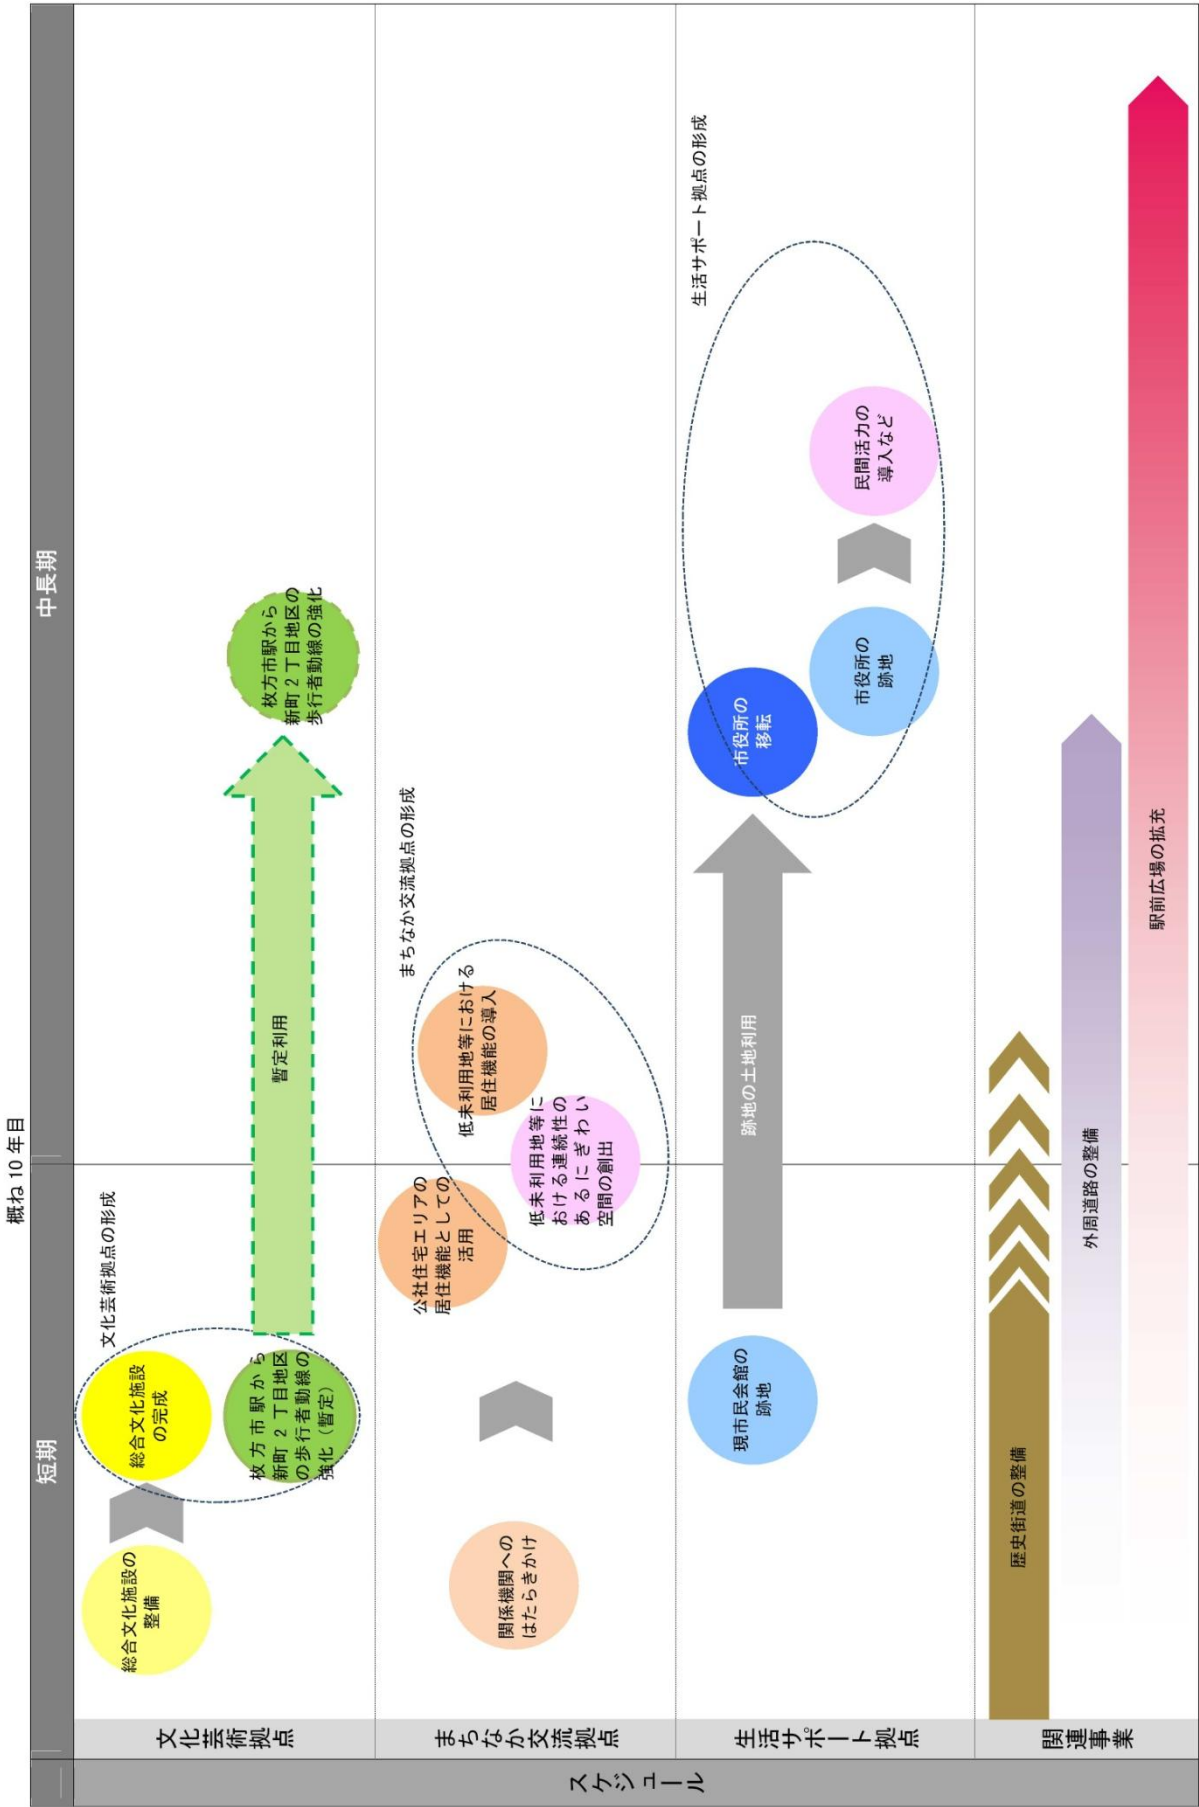 概ね 10 年目
短期
中長期
スケジュール
文化芸術拠点
文化芸術拠点の形成
総合文化施設の
整備
総合文化施設
の完成
枚方市駅から
新町 2 丁目地区
の歩行者動線の
強化（暫定）
暫定利用
枚方市駅から
新町 2 丁目地区の
歩行者動線の強化
まちなか交流拠点
まちなか交流拠点の形成
関係機関への
はたらきかけ
公社住宅エリアの
居住機能としての
活用
低未利用地等における
居住機能の導入
低未利用地等に
おける連続性の
あるにぎわい
空間の創出
生活サポート拠点
生活サポート拠点の形成
現市民会館の
跡地
跡地の土地利用
市役所の
移転
市役所の
跡地
民間活力の
導入など
関連事業
歴史街道の整備
外周道路の整備
駅前広場の拡充